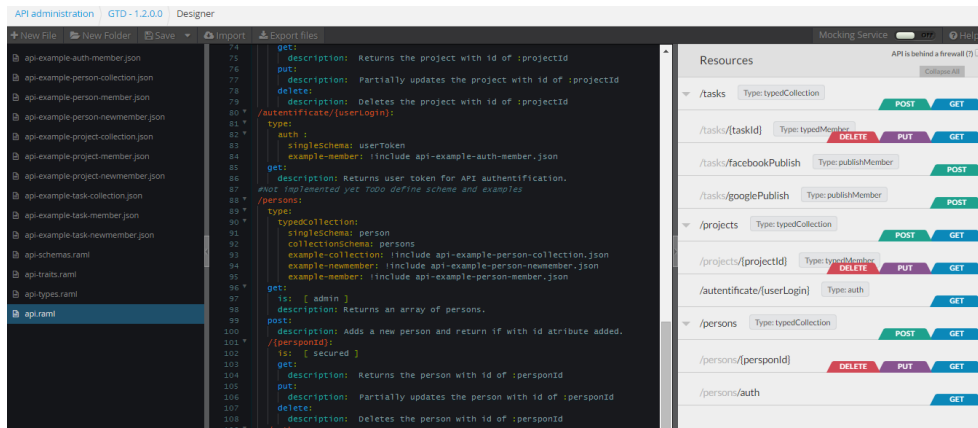 API administration GTD - 1.2.0.0 Designer
+ New File New Folder Save Import Export files Mocking Service OFF Help
api-example-auth-member.json
api-example-person-collection.json
api-example-person-member.json
api-example-person-newmember.json
api-example-project-collection.json
api-example-project-member.json
api-example-project-newmember.json
api-example-task-collection.json
api-example-task-member.json
api-example-task-newmember.json
api-schemas.raml
api-traits.raml
api-types.raml
api.raml
74 get:
75 description: Returns the project with id of :projectId
76 put:
77 description: Partially updates the project with id of :projectId
78 delete:
79 description: Deletes the project with id of :projectId
80 /autentificate/{userLogin}:
81 type:
82 auth :
83 singleSchema: userToken
84 example-member: !include api-example-auth-member.json
85 get:
86 description: Returns user token for API authentification.
87 #Not implemented yet ToDo define scheme and examples
88 /persons:
89 type:
90 typedCollection:
91 singleSchema: person
92 collectionSchema: persons
93 example-collection: !include api-example-person-collection.json
94 example-newmember: !include api-example-person-newmember.json
95 example-member: !include api-example-person-member.json
96 get:
97 is: [ admin ]
98 description: Returns an array of persons.
99 post:
100 description: Adds a new person and return if with id atribute added.
101 /{persponId}:
102 is: [ secured ]
103 get:
104 description: Returns the person with id of :persponId
105 put:
106 description: Partially updates the person with id of :persponId
107 delete:
108 description: Deletes the person with id of :persponId
Resources
API is behind a firewall (?)
Collapse All
/tasks Type: typedCollection
POST GET
/tasks/{taskId} Type: typedMember
DELETE PUT GET
/tasks/facebookPublish Type: publishMember
POST
/tasks/googlePublish Type: publishMember
POST
/projects Type: typedCollection
POST GET
/projects/{projectId} Type: typedMember
DELETE PUT GET
/autentificate/{userLogin} Type: auth
GET
/persons Type: typedCollection
POST GET
/persons/{persponId}
DELETE PUT GET
/persons/auth
GET